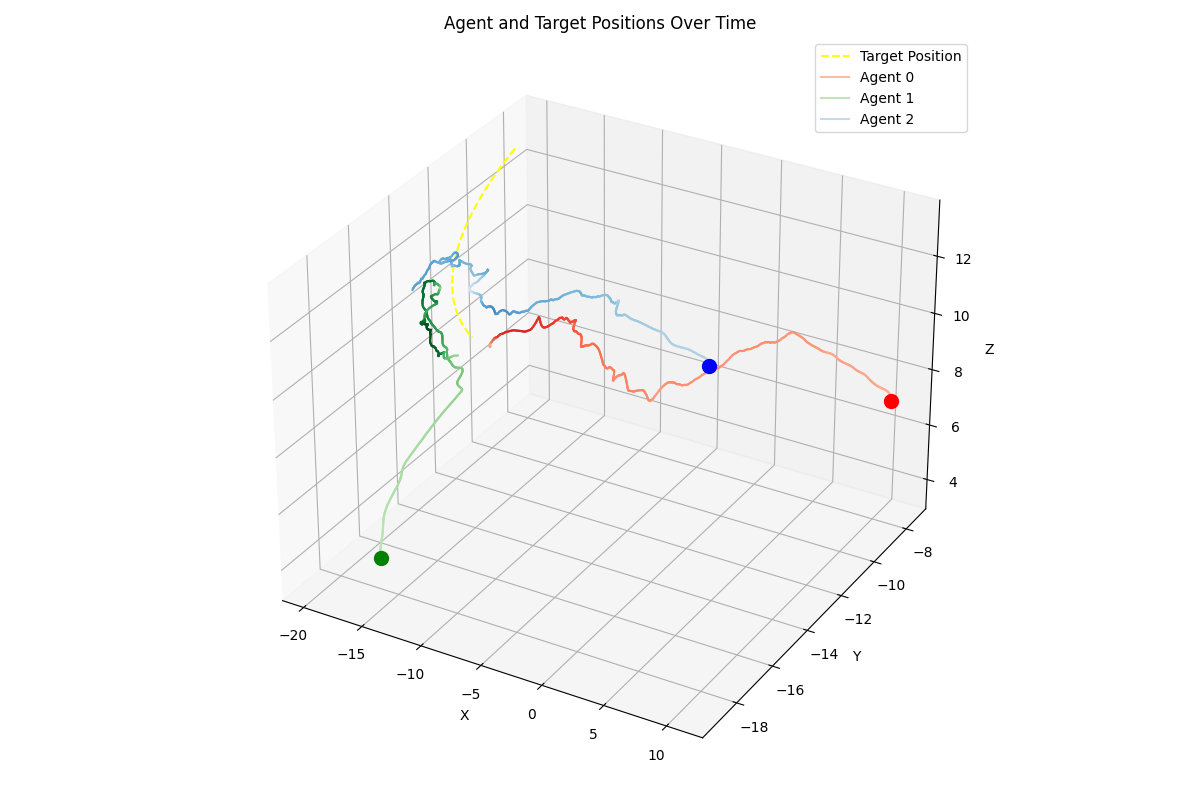 Agent and Target Positions Over Time
Target Position
Agent 0
Agent 1
Agent 2
12
10
Z
8
6
4
−8
−10
−12
−14
Y
−16
−18
−20
−15
−10
−5
X
0
5
10